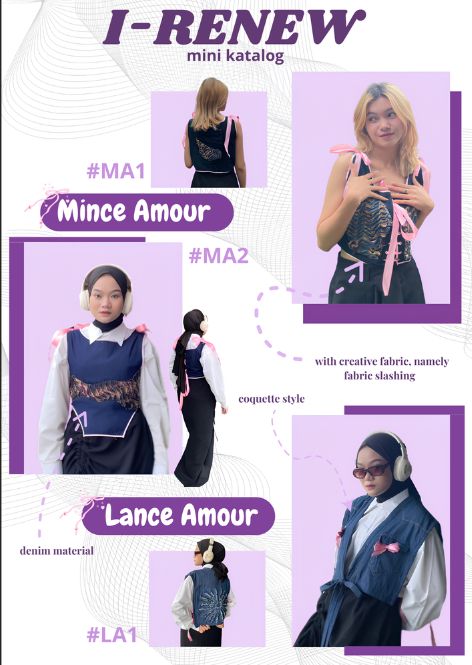 I-RENEW
mini katalog
#MA1
Mince Amour
#MA2
with creative fabric, namely
fabric slashing
coquette style
Lance Amour
denim material
#LA1